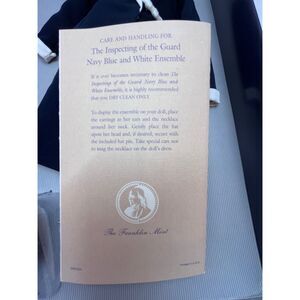 CARE AND HANDLING FOR
The Inspecting of the Guard
Navy Blue and White Ensemble
If it ever becomes necessary to clean The
Inspecting of the Guard Navy Blue and
White Ensemble, it is highly recommended
that you DRY CLEAN ONLY.
To display the ensemble on your doll, place
the earrings in her ears and the necklace
around her neck. Gently place the hat
upon her head and, if desired, secure with
the included hat pin. Take special care not
to snag the necklace on the doll's dress.
The Franklin Mint